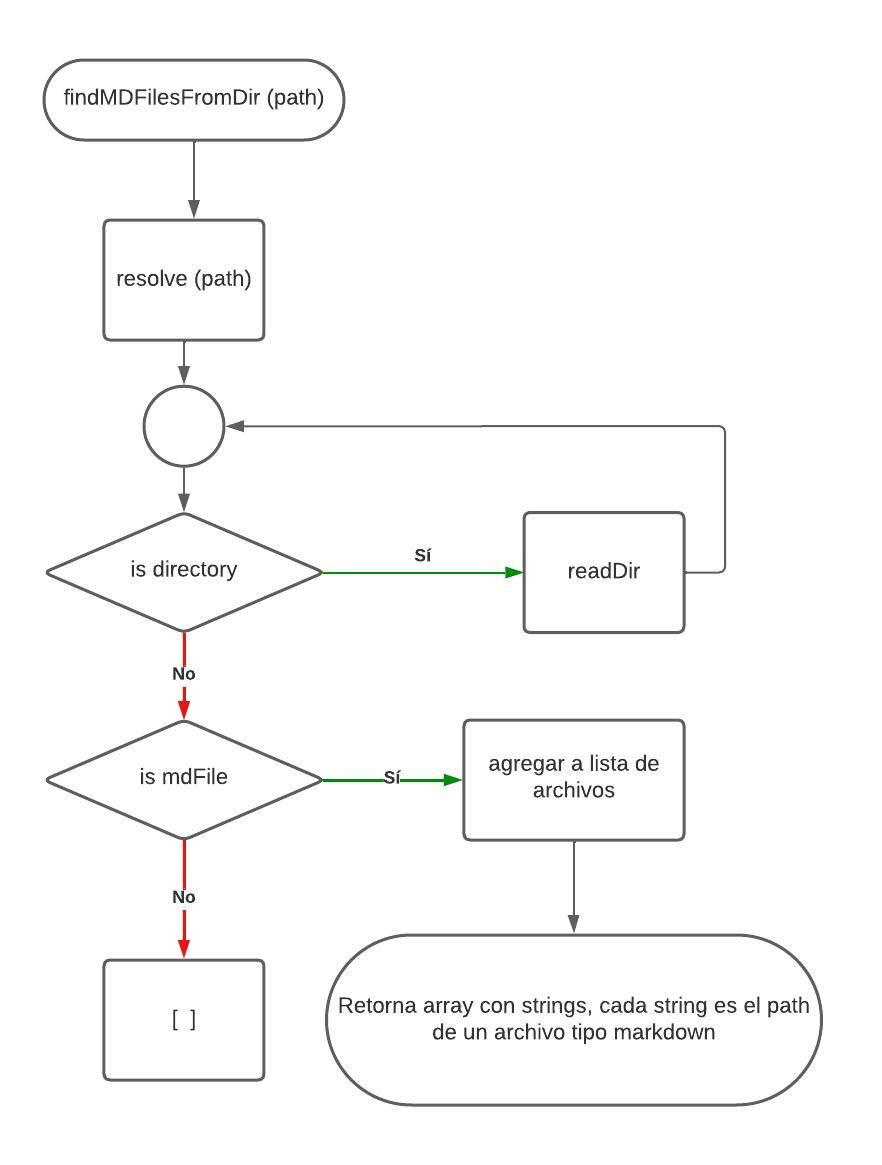 findMDFilesFromDir (path)
resolve (path)
is directory
Sí
readDir
No
is mdFile
Sí
agregar a lista de
archivos
No
[ ]
Retorna array con strings, cada string es el path
de un archivo tipo markdown